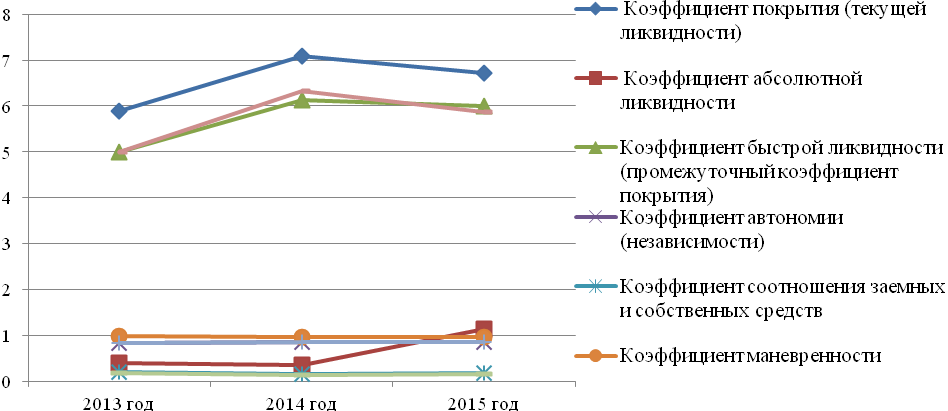 8
7
6
5
4
3
2
1
0
2013 год
2014 год
2015 год
Коэффициент покрытия (текущей
ликвидности)
Коэффициент абсолютной
ликвидности
Коэффициент быстрой ликвидности
(промежуточный коэффициент
покрытия)
Коэффициент автономии
(независимости)
Коэффициент соотношения заемных
и собственных средств
Коэффициент маневренности